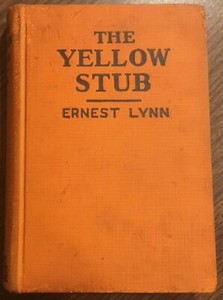 THE
YELLOW
STUB
ERNEST LYNN